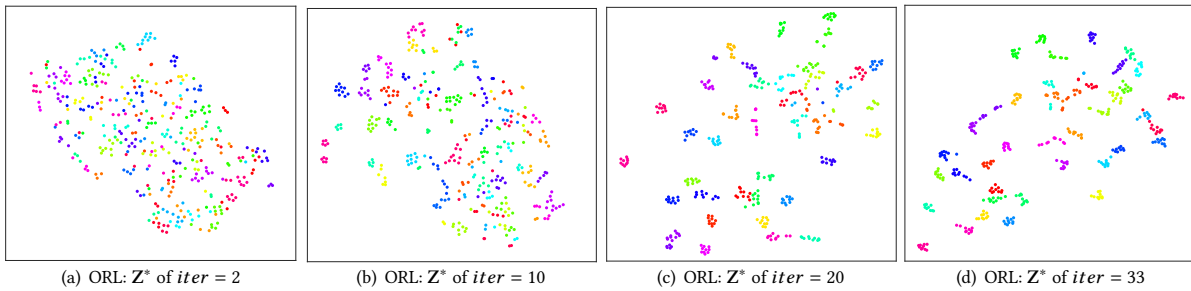 (a) ORL: Z* of iter = 2
(b) ORL: Z* of iter = 10
(c) ORL: Z* of iter = 20
(d) ORL: Z* of iter = 33